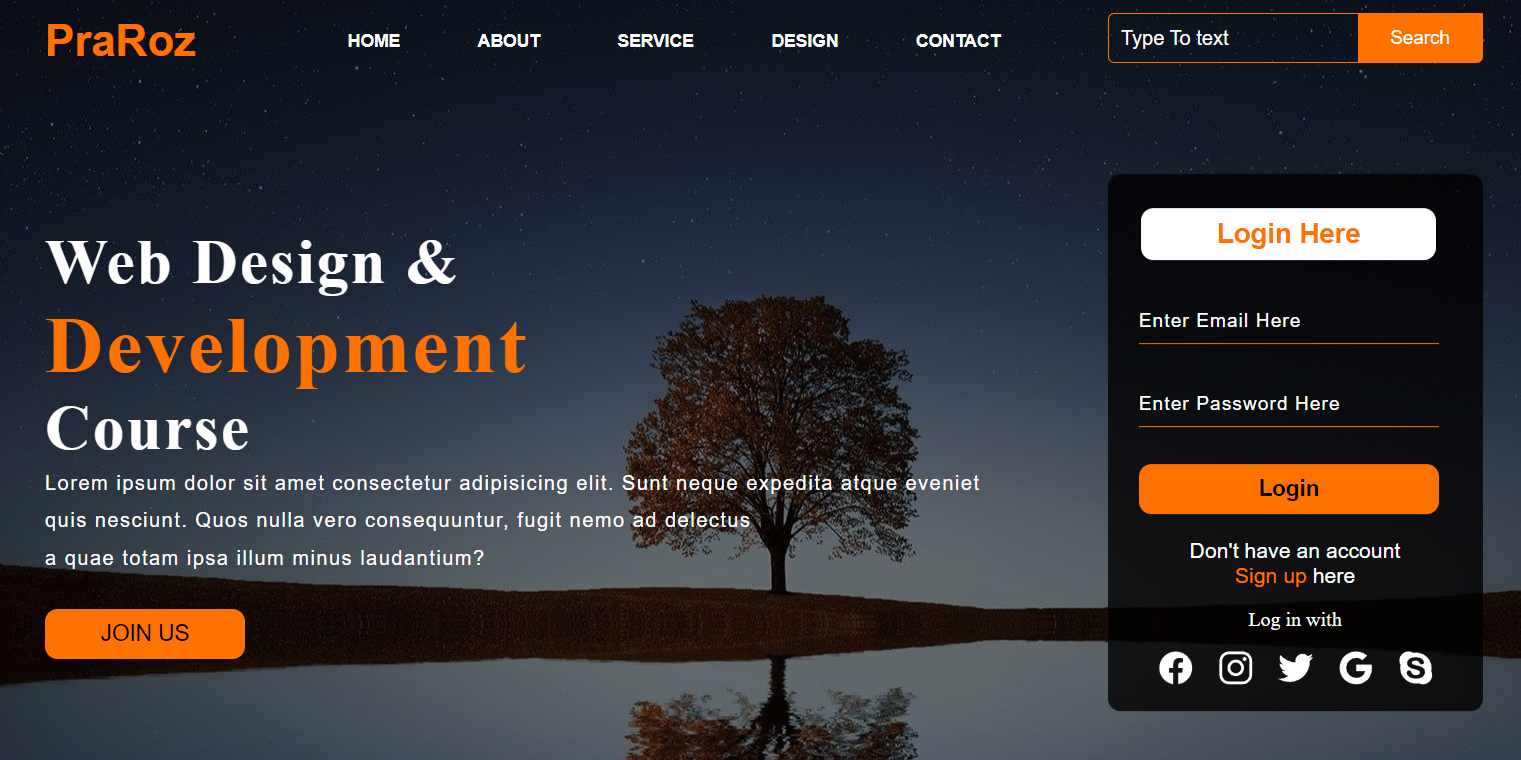 PraRoz
HOME
ABOUT
SERVICE
DESIGN
CONTACT
Type To text
Search
Web Design &
Development
Course
Lorem ipsum dolor sit amet consectetur adipisicing elit. Sunt neque expedita atque eveniet
quis nesciunt. Quos nulla vero consequuntur, fugit nemo ad delectus
a quae totam ipsa illum minus laudantium?
JOIN US
Login Here
Enter Email Here
Enter Password Here
Login
Don't have an account
Sign up here
Log in with